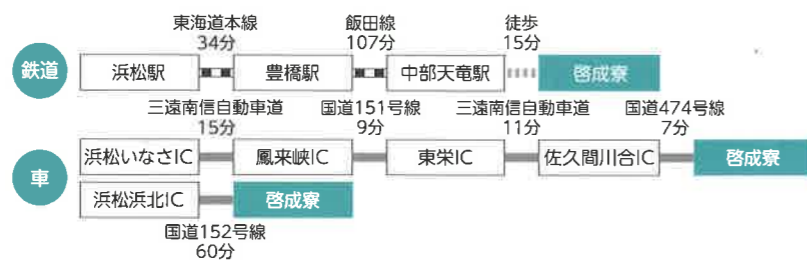 東海道本線 飯田線 徒歩
34分 107分 15分
鉄道 浜松駅 豊橋駅 中部天竜駅 啓成寮
三遠南信自動車道 国道151号線 三遠南信自動車道 国道474号線
15分 9分 11分 7分
車 浜松いなさIC 鳳来峡IC 東栄IC 佐久間川合IC 啓成寮
浜松浜北IC 啓成寮
国道152号線
60分